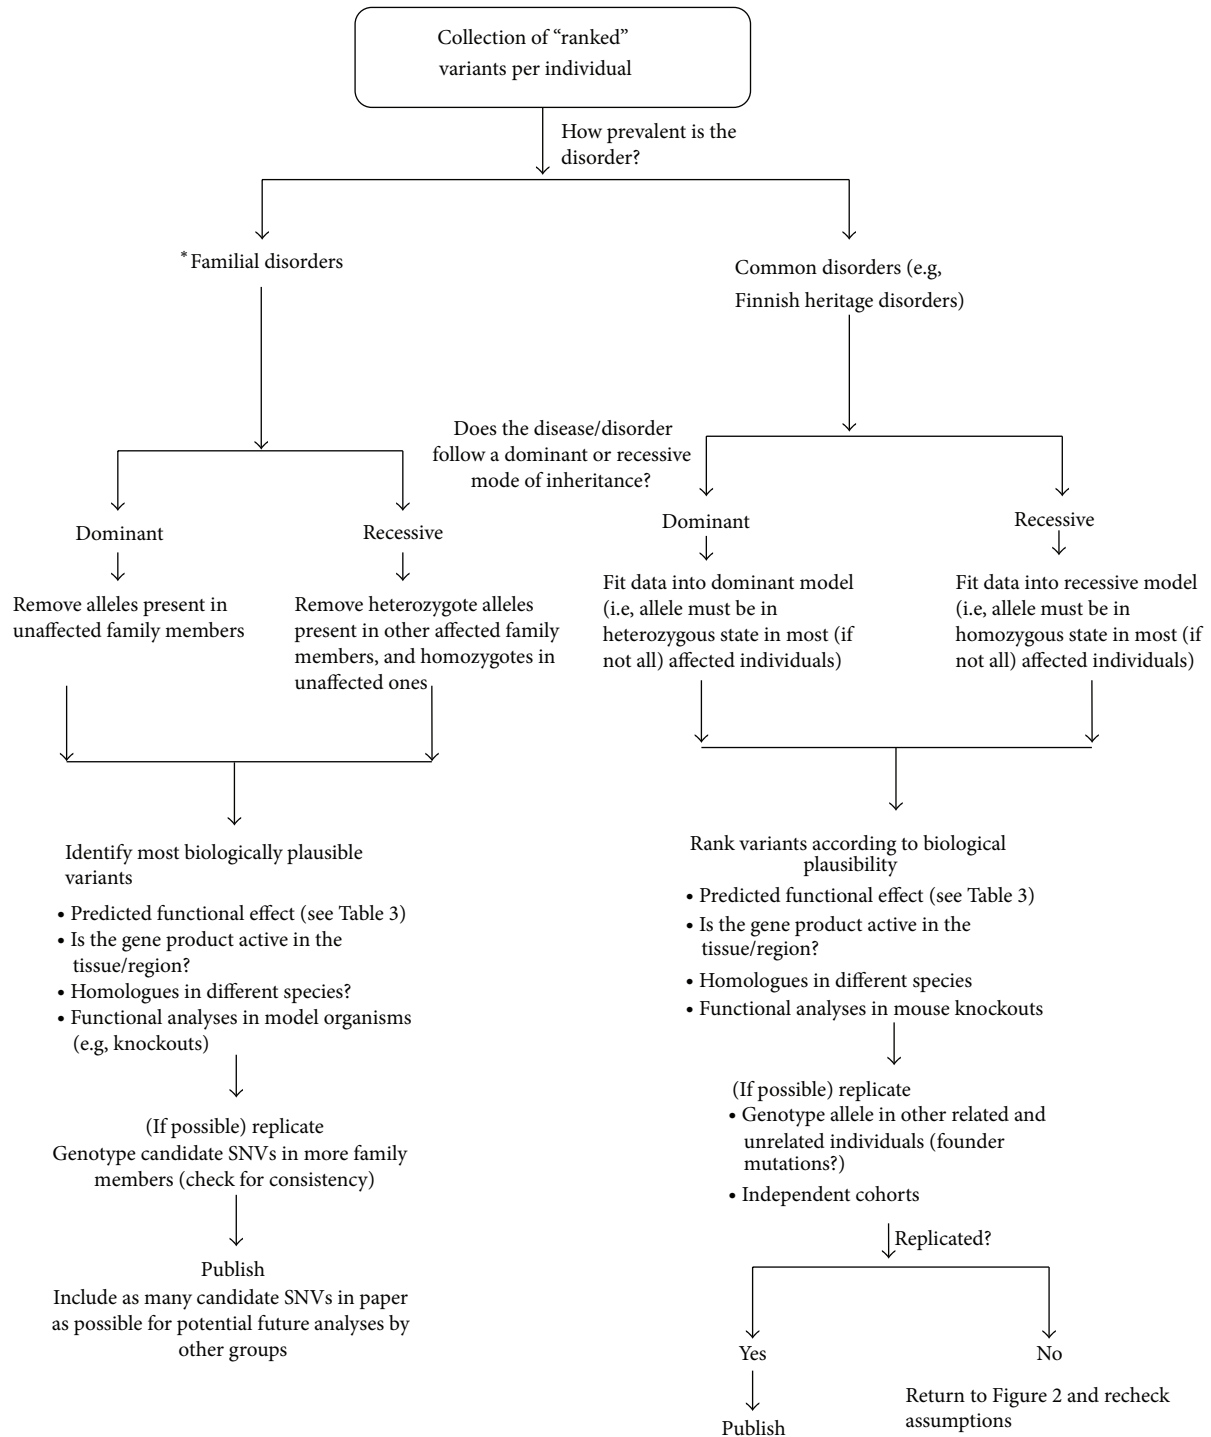 Collection of “ranked”
variants per individual
How prevalent is the
disorder?
*Familial disorders
Common disorders (e.g,
Finnish heritage disorders)
Does the disease/disorder
follow a dominant or recessive
mode of inheritance?
Dominant
Recessive
Dominant
Recessive
Remove alleles present in
unaffected family members
Remove heterozygote alleles
present in other affected family
members, and homozygotes in
unaffected ones
Fit data into dominant model
(i.e, allele must be in
heterozygous state in most (if
not all) affected individuals)
Fit data into recessive model
(i.e, allele must be in
homozygous state in most (if
not all) affected individuals)
Identify most biologically plausible
variants
• Predicted functional effect (see Table 3)
• Is the gene product active in the
tissue/region?
• Homologues in different species?
• Functional analyses in model organisms
(e.g, knockouts)
(If possible) replicate
Genotype candidate SNVs in more family
members (check for consistency)
Publish
Include as many candidate SNVs in paper
as possible for potential future analyses by
other groups
Rank variants according to biological
plausibility
• Predicted functional effect (see Table 3)
• Is the gene product active in the
tissue/region?
• Homologues in different species
• Functional analyses in mouse knockouts
(If possible) replicate
• Genotype allele in other related and
unrelated individuals (founder
mutations?)
• Independent cohorts
Replicated?
Yes
No
Publish
Return to Figure 2 and recheck
assumptions